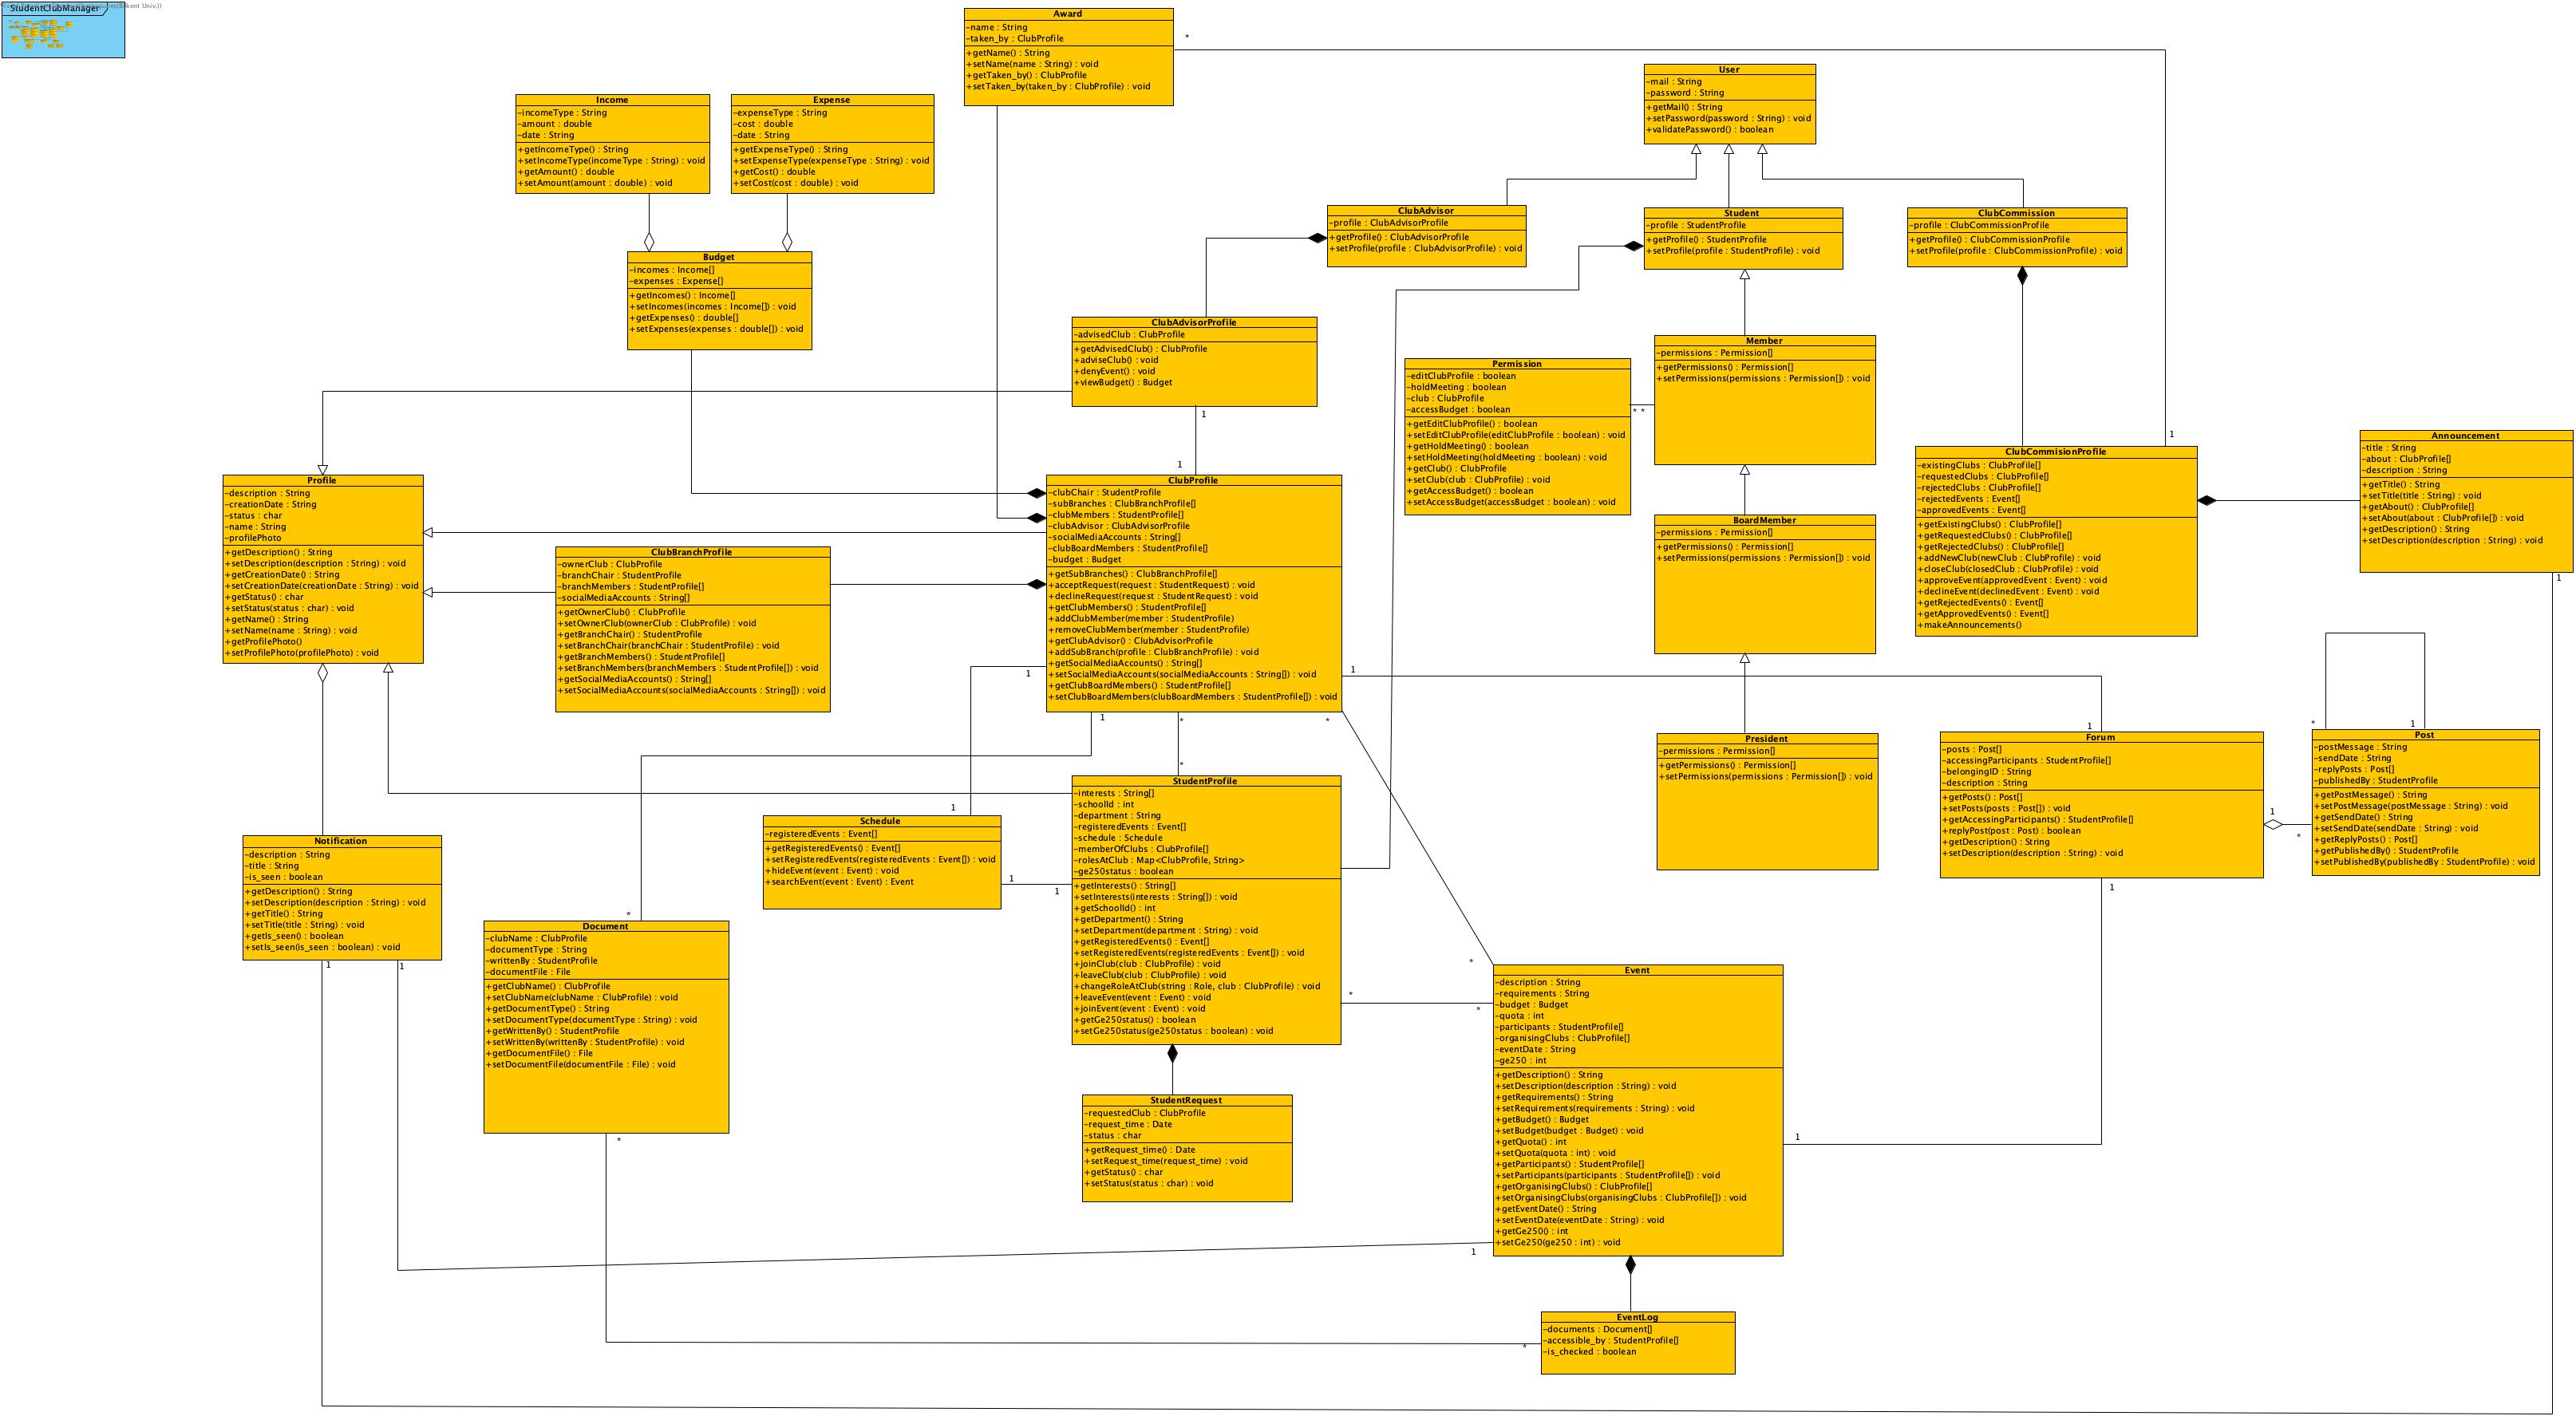 StudentClubManager
Award
-name : String
-taken_by : ClubProfile
+getName() : String
+setName(name : String) : void
+getTaken_by() : ClubProfile
+setTaken_by(taken_by : ClubProfile) : void
*
User
-mail : String
-password : String
+getMail() : String
+setPassword(password : String) : void
+validatePassword() : boolean
Income
-incomeType : String
-amount : double
-date : String
+getIncomeType() : String
+setIncomeType(incomeType : String) : void
+getAmount() : double
+setAmount(amount : double) : void
Expense
-expenseType : String
-cost : double
-date : String
+getExpenseType() : String
+setExpenseType(expenseType : String) : void
+getCost() : double
+setCost(cost : double) : void
ClubAdvisor
-profile : ClubAdvisorProfile
+getProfile() : ClubAdvisorProfile
+setProfile(profile : ClubAdvisorProfile) : void
Student
-profile : StudentProfile
+getProfile() : StudentProfile
+setProfile(profile : StudentProfile) : void
ClubCommission
-profile : ClubCommissionProfile
+getProfile() : ClubCommissionProfile
+setProfile(profile : ClubCommissionProfile) : void
Budget
-incomes : Income[]
-expenses : Expense[]
+getIncomes() : Income[]
+setIncomes(incomes : Income[]) : void
+getExpenses() : double[]
+setExpenses(expenses : double[]) : void
ClubAdvisorProfile
-advisedClub : ClubProfile
+getAdvisedClub() : ClubProfile
+adviseClub() : void
+denyEvent() : void
+viewBudget() : Budget
1
1
Permission
-editClubProfile : boolean
-holdMeeting : boolean
-club : ClubProfile
-accessBudget : boolean
+getEditClubProfile() : boolean
+setEditClubProfile(editClubProfile : boolean) : void
+getHoldMeeting() : boolean
+setHoldMeeting(holdMeeting : boolean) : void
+getClub() : ClubProfile
+setClub(club : ClubProfile) : void
+getAccessBudget() : boolean
+setAccessBudget(accessBudget : boolean) : void
* *
Member
-permissions : Permission[]
+getPermissions() : Permission[]
+setPermissions(permissions : Permission[]) : void
1
ClubCommisionProfile
-existingClubs : ClubProfile[]
-requestedClubs : ClubProfile[]
-rejectedClubs : ClubProfile[]
-rejectedEvents : Event[]
-approvedEvents : Event[]
+getExistingClubs() : ClubProfile[]
+getRequestedClubs() : ClubProfile[]
+getRejectedClubs() : ClubProfile[]
+addNewClub(newClub : ClubProfile) : void
+closeClub(closedClub : ClubProfile) : void
+approveEvent(approvedEvent : Event) : void
+declineEvent(declinedEvent : Event) : void
+getRejectedEvents() : Event[]
+getApprovedEvents() : Event[]
+makeAnnouncements()
Announcement
-title : String
-about : ClubProfile[]
-description : String
+getTitle() : String
+setTitle(title : String) : void
+getAbout() : ClubProfile[]
+setAbout(about : ClubProfile[]) : void
+getDescription() : String
+setDescription(description : String) : void
1
Profile
-description : String
-creationDate : String
-status : char
-name : String
-profilePhoto
+getDescription() : String
+setDescription(description : String) : void
+getCreationDate() : String
+setCreationDate(creationDate : String) : void
+getStatus() : char
+setStatus(status : char) : void
+getName() : String
+setName(name : String) : void
+getProfilePhoto()
+setProfilePhoto(profilePhoto) : void
ClubBranchProfile
-ownerClub : ClubProfile
-branchChair : StudentProfile
-branchMembers : StudentProfile[]
-socialMediaAccounts : String[]
+getOwnerClub() : ClubProfile
+setOwnerClub(ownerClub : ClubProfile) : void
+getBranchChair() : StudentProfile
+setBranchChair(branchChair : StudentProfile) : void
+getBranchMembers() : StudentProfile[]
+setBranchMembers(branchMembers : StudentProfile[]) : void
+getSocialMediaAccounts() : String[]
+setSocialMediaAccounts(socialMediaAccounts : String[]) : void
ClubProfile
-clubChair : StudentProfile
-subBranches : ClubBranchProfile[]
-clubMembers : StudentProfile[]
-clubAdvisor : ClubAdvisorProfile
-socialMediaAccounts : String[]
-clubBoardMembers : StudentProfile[]
-budget : Budget
+getSubBranches() : ClubBranchProfile[]
+acceptRequest(request : StudentRequest) : void
+declineRequest(request : StudentRequest) : void
+getClubMembers() : StudentProfile[]
+addClubMember(member : StudentProfile)
+removeClubMember(member : StudentProfile)
+getClubAdvisor() : ClubAdvisorProfile
+addSubBranch(profile : ClubBranchProfile) : void
+getSocialMediaAccounts() : String[]
+setSocialMediaAccounts(socialMediaAccounts : String[]) : void
+getClubBoardMembers() : StudentProfile[]
+setClubBoardMembers(clubBoardMembers : StudentProfile[]) : void
1
1
1
*
*
*
BoardMember
-permissions : Permission[]
+getPermissions() : Permission[]
+setPermissions(permissions : Permission[]) : void
President
-permissions : Permission[]
+getPermissions() : Permission[]
+setPermissions(permissions : Permission[]) : void
1
Forum
-posts : Post[]
-accessingParticipants : StudentProfile[]
-belongingID : String
-description : String
+getPosts() : Post[]
+setPosts(posts : Post[]) : void
+getAccessingParticipants() : StudentProfile[]
+replyPost(post : Post) : boolean
+getDescription() : String
+setDescription(description : String) : void
1
1
*
*
1
Post
-postMessage : String
-sendDate : String
-replyPosts : Post[]
-publishedBy : StudentProfile
+getPostMessage() : String
+setPostMessage(postMessage : String) : void
+getSendDate() : String
+setSendDate(sendDate : String) : void
+getReplyPosts() : Post[]
+getPublishedBy() : StudentProfile
+setPublishedBy(publishedBy : StudentProfile) : void
StudentProfile
-interests : String[]
-schoolId : int
-department : String
-registeredEvents : Event[]
-schedule : Schedule
-memberOfClubs : ClubProfile[]
-rolesAtClub : Map<ClubProfile, String>
-ge250status : boolean
+getInterests() : String[]
+setInterests(interests : String[]) : void
+getSchoolId() : int
+getDepartment() : String
+setDepartment(department : String) : void
+getRegisteredEvents() : Event[]
+setRegisteredEvents(registeredEvents : Event[]) : void
+joinClub(club : ClubProfile) : void
+leaveClub(club : ClubProfile) : void
+changeRoleAtClub(string : Role, club : ClubProfile) : void
+leaveEvent(event : Event) : void
+joinEvent(event : Event) : void
+getGe250status() : boolean
+setGe250status(ge250status : boolean) : void
1
Schedule
-registeredEvents : Event[]
+getRegisteredEvents() : Event[]
+setRegisteredEvents(registeredEvents : Event[]) : void
+hideEvent(event : Event) : void
+searchEvent(event : Event) : Event
1
1
Notification
-description : String
-title : String
-is_seen : boolean
+getDescription() : String
+setDescription(description : String) : void
+getTitle() : String
+setTitle(title : String) : void
+getIs_seen() : boolean
+setIs_seen(is_seen : boolean) : void
1
1
*
Document
-clubName : ClubProfile
-documentType : String
-writtenBy : StudentProfile
-documentFile : File
+getClubName() : ClubProfile
+setClubName(clubName : ClubProfile) : void
+getDocumentType() : String
+setDocumentType(documentType : String) : void
+getWrittenBy() : StudentProfile
+setWrittenBy(writtenBy : StudentProfile) : void
+getDocumentFile() : File
+setDocumentFile(documentFile : File) : void
*
StudentRequest
-requestedClub : ClubProfile
-request_time : Date
-status : char
+getRequest_time() : Date
+setRequest_time(request_time) : void
+getStatus() : char
+setStatus(status : char) : void
*
*
*
Event
-description : String
-requirements : String
-budget : Budget
-quota : int
-participants : StudentProfile[]
-organisingClubs : ClubProfile[]
-eventDate : String
-ge250 : int
+getDescription() : String
+setDescription(description : String) : void
+getRequirements() : String
+setRequirements(requirements : String) : void
+getBudget() : Budget
+setBudget(budget : Budget) : void
+getQuota() : int
+setQuota(quota : int) : void
+getParticipants() : StudentProfile[]
+setParticipants(participants : StudentProfile[]) : void
+getOrganisingClubs() : ClubProfile[]
+setOrganisingClubs(organisingClubs : ClubProfile[]) : void
+getEventDate() : String
+setEventDate(eventDate : String) : void
+getGe250() : int
+setGe250(ge250 : int) : void
1
1
1
EventLog
-documents : Document[]
-accessible_by : StudentProfile[]
-is_checked : boolean
*